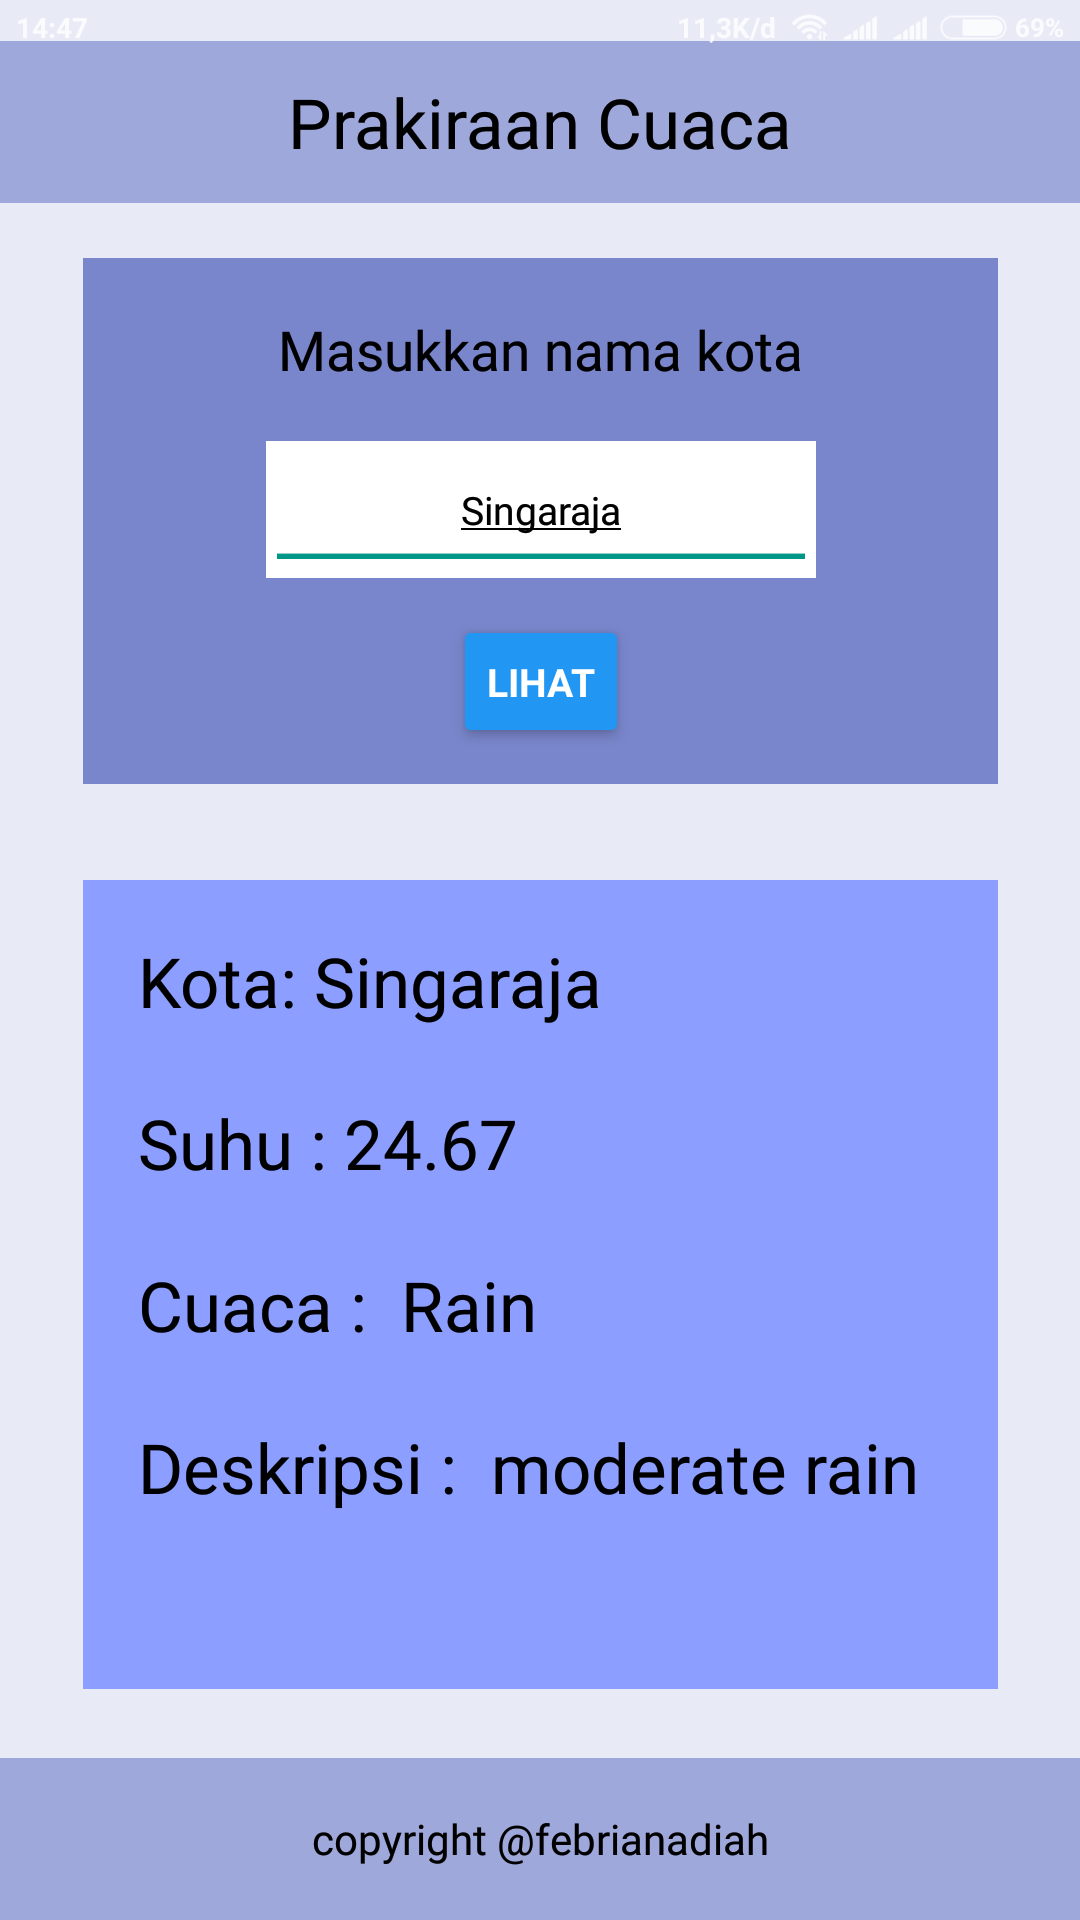 14:47 11,3K/d 69%
Prakiraan Cuaca
Masukkan nama kota
Singaraja
LIHAT
Kota: Singaraja
Suhu : 24.67
Cuaca :  Rain
Deskripsi :  moderate rain
copyright @febrianadiah